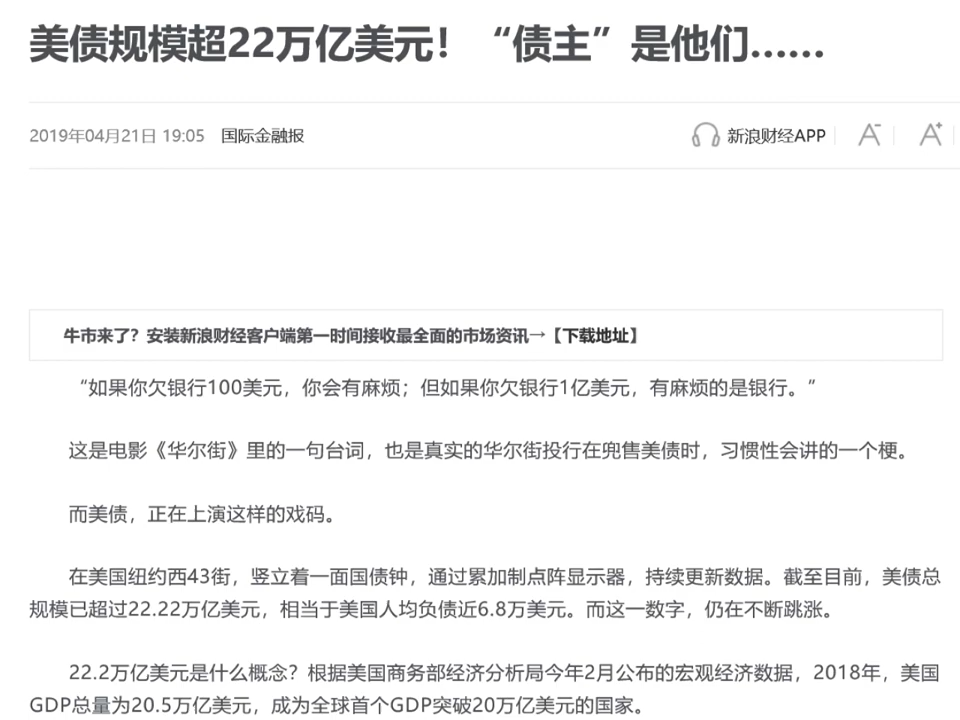 美债规模超22万亿美元！“债主”是他们……
2019年04月21日 19:05 国际金融报 新浪财经APP A- A+
牛市来了？安装新浪财经客户端第一时间接收最全面的市场资讯→【下载地址】
“如果你欠银行100美元，你会有麻烦；但如果你欠银行1亿美元，有麻烦的是银行。”
这是电影《华尔街》里的一句台词，也是真实的华尔街投行在兜售美债时，习惯性会讲的一个梗。
而美债，正在上演这样的戏码。
在美国纽约西43街，竖立着一面国债钟，通过累加制点阵显示器，持续更新数据。截至目前，美债总
规模已超过22.22万亿美元，相当于美国人均负债近6.8万美元。而这一数字，仍在不断跳涨。
22.2万亿美元是什么概念？根据美国商务部经济分析局今年2月公布的宏观经济数据，2018年，美国
GDP总量为20.5万亿美元，成为全球首个GDP突破20万亿美元的国家。